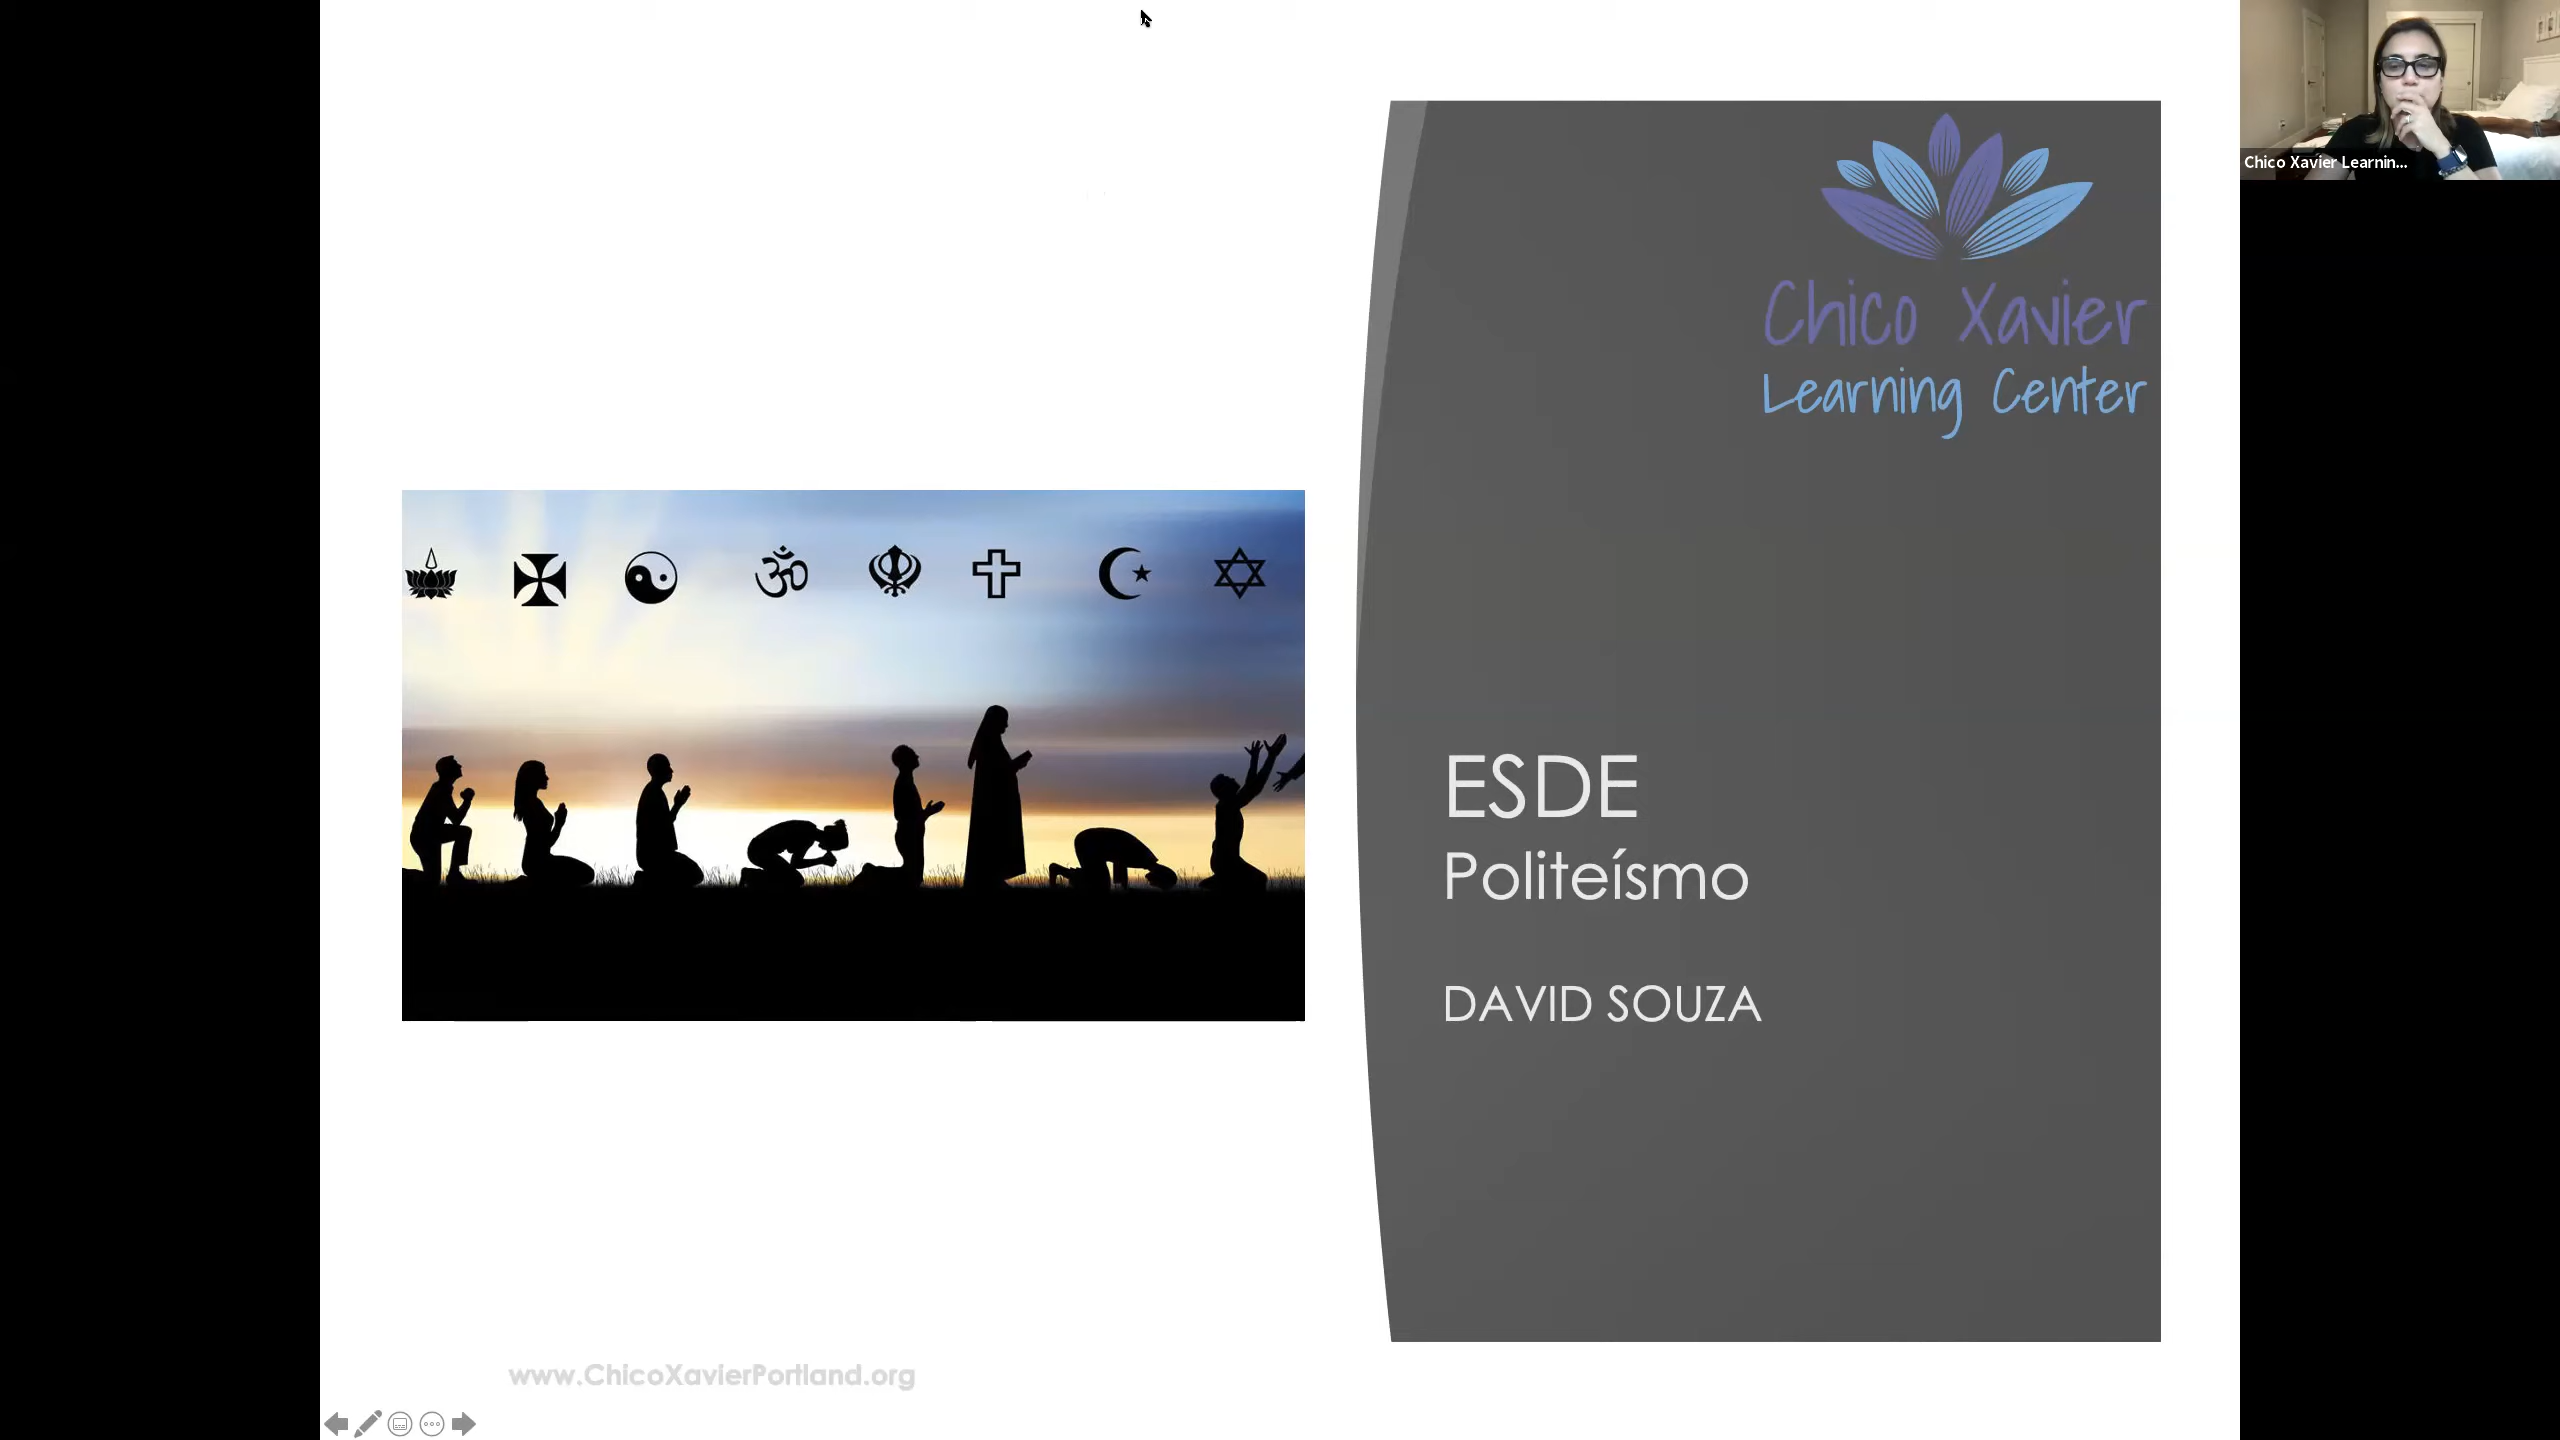 Chico Xavier
Learning Center
Chico Xavier Learnin...
ESDE
Politeísmo
DAVID SOUZA
www.ChicoXavierPortland.org